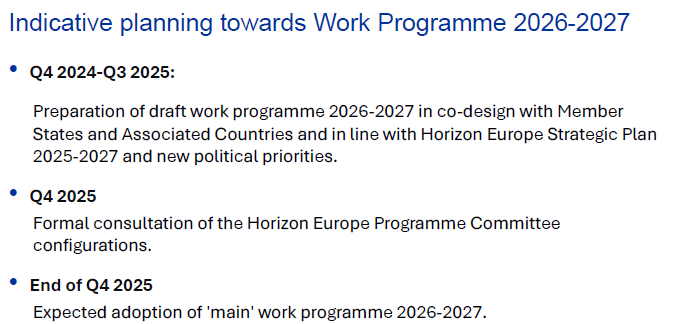 Indicative planning towards Work Programme 2026-2027
• Q4 2024-Q3 2025:
Preparation of draft work programme 2026-2027 in co-design with Member
States and Associated Countries and in line with Horizon Europe Strategic Plan
2025-2027 and new political priorities.
• Q4 2025
Formal consultation of the Horizon Europe Programme Committee
configurations.
• End of Q4 2025
Expected adoption of 'main' work programme 2026-2027.